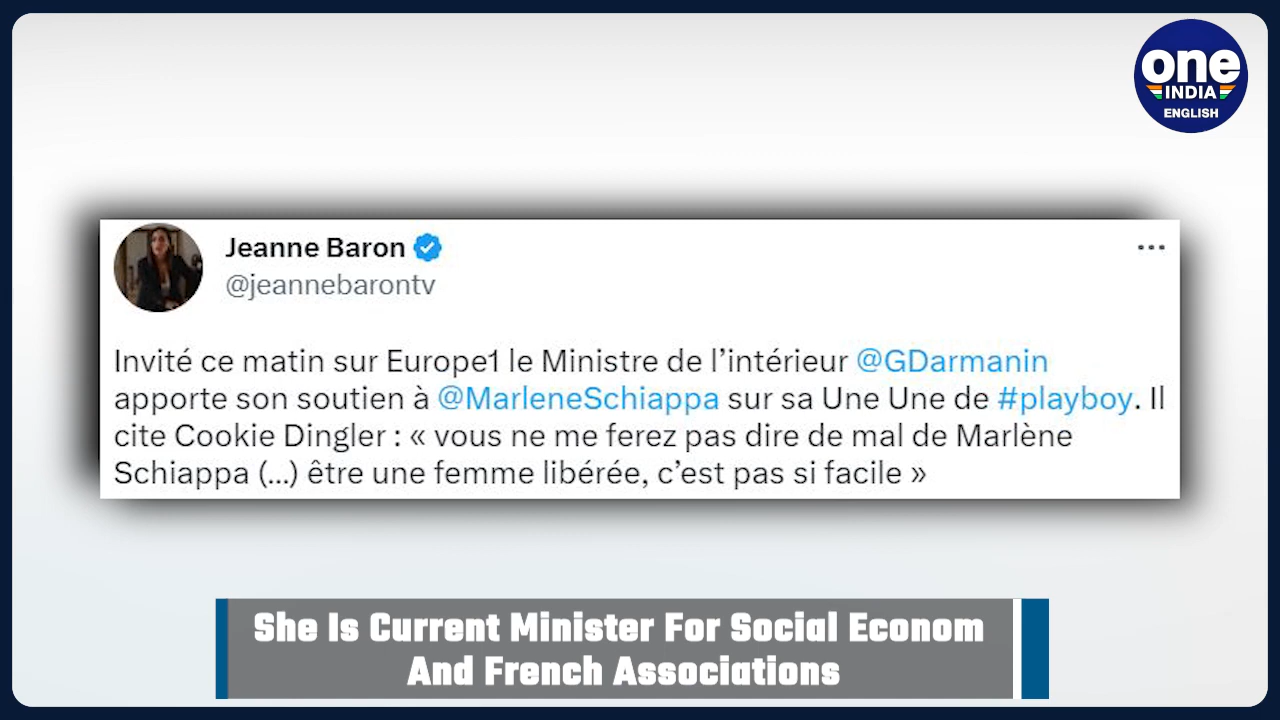 one
INDIA
ENGLISH
Jeanne Baron
@jeannebarontv
Invité ce matin sur Europe1 le Ministre de l’intérieur @GDarmanin
apporte son soutien à @MarleneSchiappa sur sa Une Une de #playboy. Il
cite Cookie Dingler : « vous ne me ferez pas dire de mal de Marlène
Schiappa (...) être une femme libérée, c’est pas si facile »
She Is Current Minister For Social Econom
And French Associations